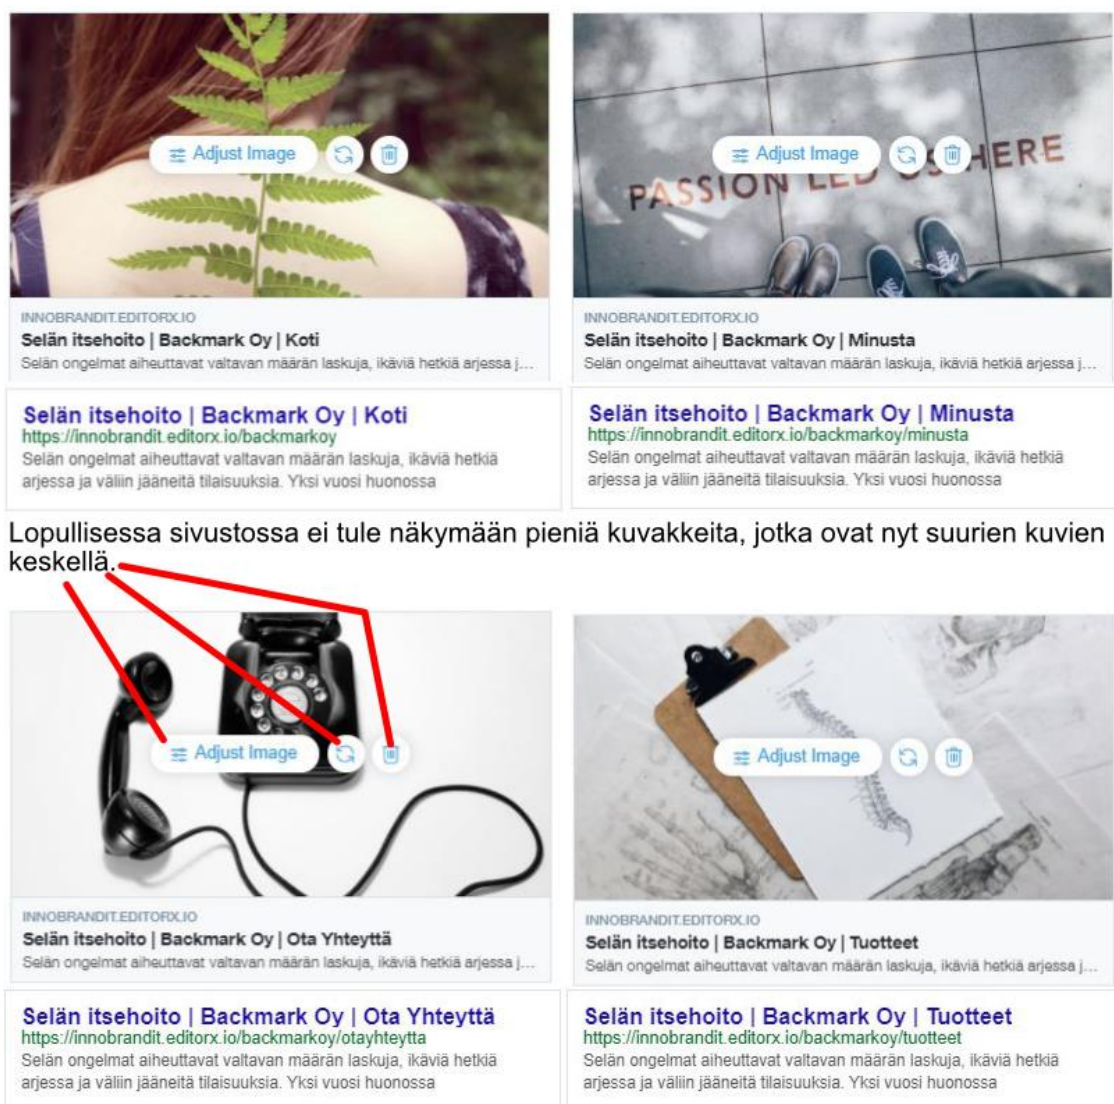 Adjust Image
PASSION LED US HERE
Adjust Image
INNOBRANDIT.EDITORX.IO
Selän itsehoito | Backmark Oy | Koti
Selän ongelmat aiheuttavat valtavan määrän laskuja, ikäviä hetkiä arjessa j...
INNOBRANDIT.EDITORX.IO
Selän itsehoito | Backmark Oy | Minusta
Selän ongelmat aiheuttavat valtavan määrän laskuja, ikäviä hetkiä arjessa j...
Selän itsehoito | Backmark Oy | Koti
https://innobrandit.editorx.io/backmarkoy
Selän ongelmat aiheuttavat valtavan määrän laskuja, ikäviä hetkiä
arjessa ja väliin jääneitä tilaisuuksia. Yksi vuosi huonossa
Selän itsehoito | Backmark Oy | Minusta
https://innobrandit.editorx.io/backmarkoy/minusta
Selän ongelmat aiheuttavat valtavan määrän laskuja, ikäviä hetkiä
arjessa ja väliin jääneitä tilaisuuksia. Yksi vuosi huonossa
Lopullisessa sivustossa ei tule näkymään pieniä kuvakkeita, jotka ovat nyt suurien kuvien
keskellä.
Adjust Image
Adjust Image
INNOBRANDIT.EDITORX.IO
Selän itsehoito | Backmark Oy | Ota Yhteyttä
Selän ongelmat aiheuttavat valtavan määrän laskuja, ikäviä hetkiä arjessa j...
INNOBRANDIT.EDITORX.IO
Selän itsehoito | Backmark Oy | Tuotteet
Selän ongelmat aiheuttavat valtavan määrän laskuja, ikäviä hetkiä arjessa j...
Selän itsehoito | Backmark Oy | Ota Yhteyttä
https://innobrandit.editorx.io/backmarkoy/otayhteytta
Selän ongelmat aiheuttavat valtavan määrän laskuja, ikäviä hetkiä
arjessa ja väliin jääneitä tilaisuuksia. Yksi vuosi huonossa
Selän itsehoito | Backmark Oy | Tuotteet
https://innobrandit.editorx.io/backmarkoy/tuotteet
Selän ongelmat aiheuttavat valtavan määrän laskuja, ikäviä hetkiä
arjessa ja väliin jääneitä tilaisuuksia. Yksi vuosi huonossa